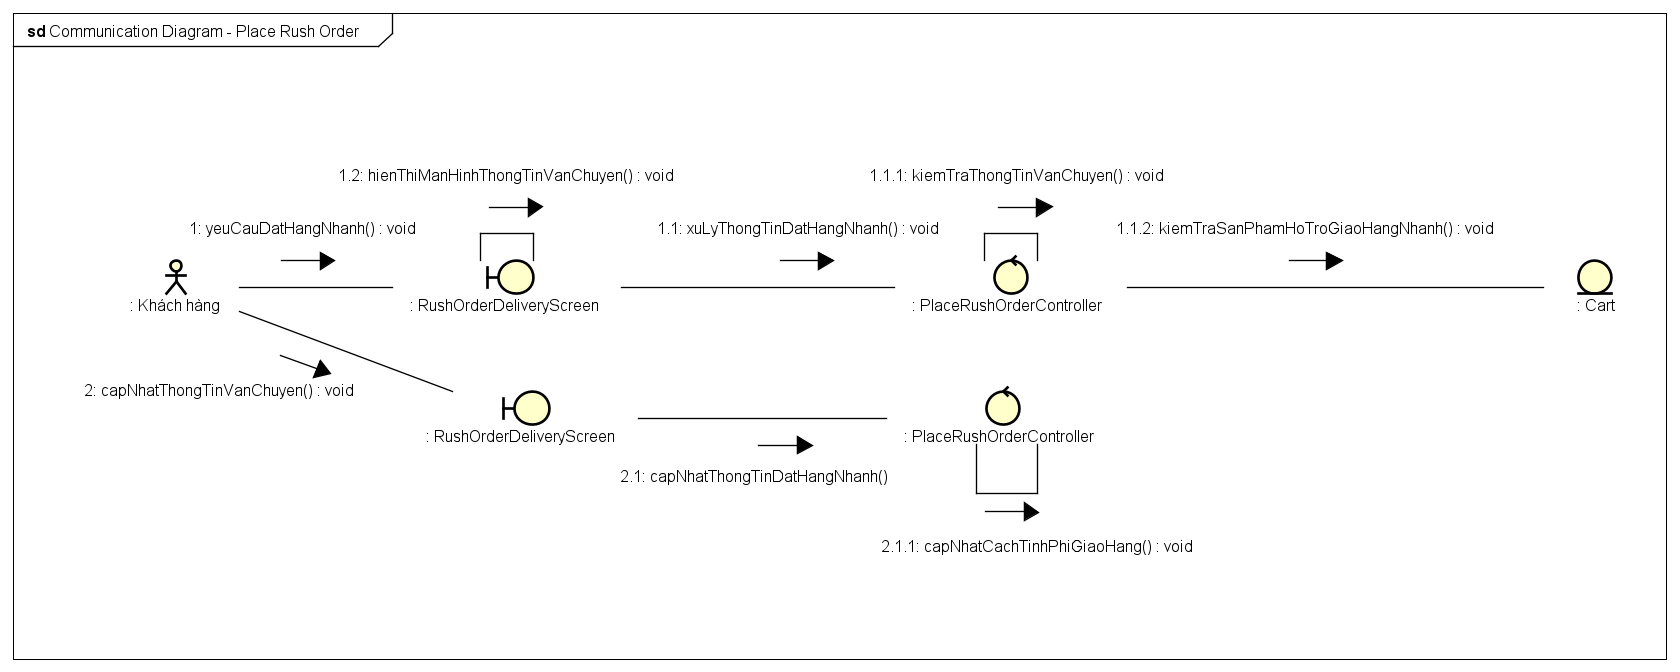 sd Communication Diagram - Place Rush Order
1.2: hienThiManHinhThongTinVanChuyen() : void
1.1.1: kiemTraThongTinVanChuyen() : void
1: yeuCauDatHangNhanh() : void
1.1: xuLyThongTinDatHangNhanh() : void
1.1.2: kiemTraSanPhamHoTroGiaoHangNhanh() : void
: Khách hàng
: RushOrderDeliveryScreen
: PlaceRushOrderController
: Cart
2: capNhatThongTinVanChuyen() : void
: RushOrderDeliveryScreen
: PlaceRushOrderController
2.1: capNhatThongTinDatHangNhanh()
2.1.1: capNhatCachTinhPhiGiaoHang() : void